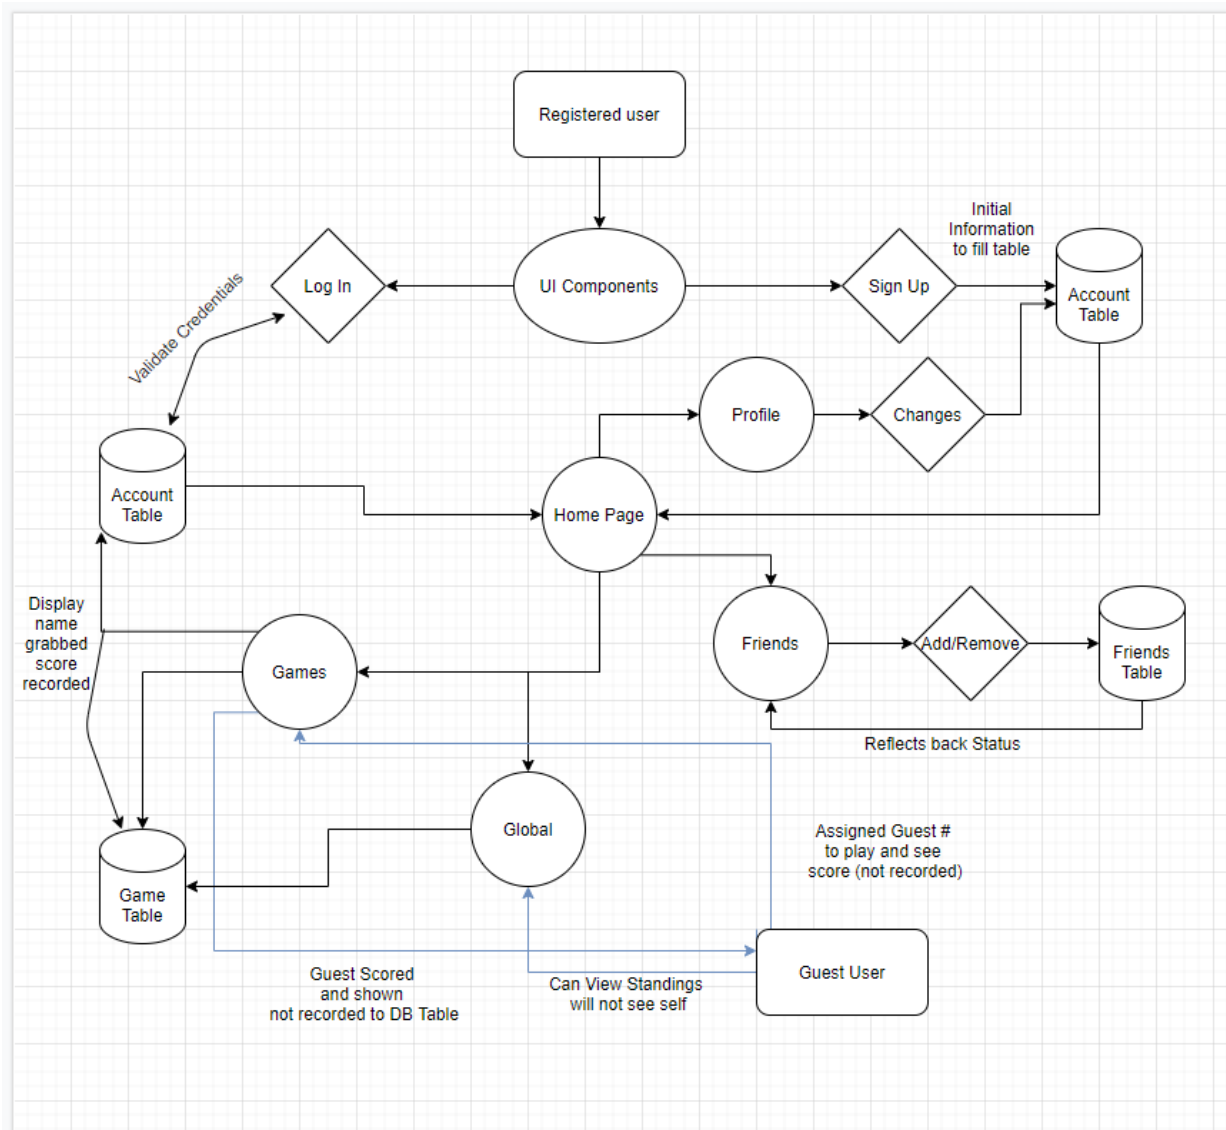 Registered user
Initial
Information
to fill table
Log In
UI Components
Sign Up
Account
Table
Validate Credentials
Profile
Changes
Account
Table
Home Page
Display
name
grabbed
score
recorded
Games
Friends
Add/Remove
Friends
Table
Reflects back Status
Global
Assigned Guest #
to play and see
score (not recorded)
Game
Table
Guest Scored
and shown
not recorded to DB Table
Can View Standings
will not see self
Guest User